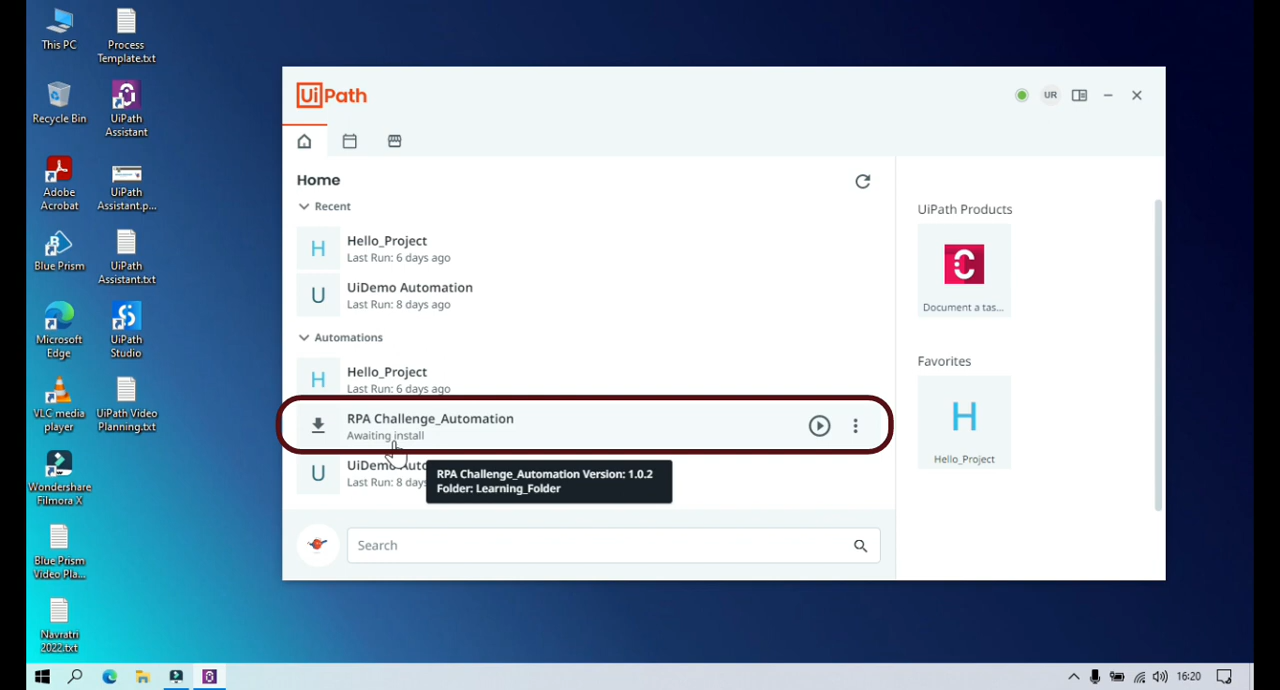 This PC
Process
Template.txt
Recycle Bin
UiPath
Assistant
Adobe
Acrobat
UiPath
Assistant.p...
Blue Prism
UiPath
Assistant.txt
Microsoft
Edge
UiPath
Studio
VLC media
player
UiPath Video
Planning.txt
Wondershare
Filmora X
Blue Prism
Video Pla...
Navratri
2022.txt
UiPath
UR
Home
Recent
H
Hello_Project
Last Run: 6 days ago
U
UiDemo Automation
Last Run: 8 days ago
Automations
H
Hello_Project
Last Run: 6 days ago
RPA Challenge_Automation
Awaiting install
U
UiDemo Auto
Last Run: 8 days
RPA Challenge_Automation Version: 1.0.2
Folder: Learning_Folder
Search
UiPath Products
Document a tas...
Favorites
H
Hello_Project
16:20